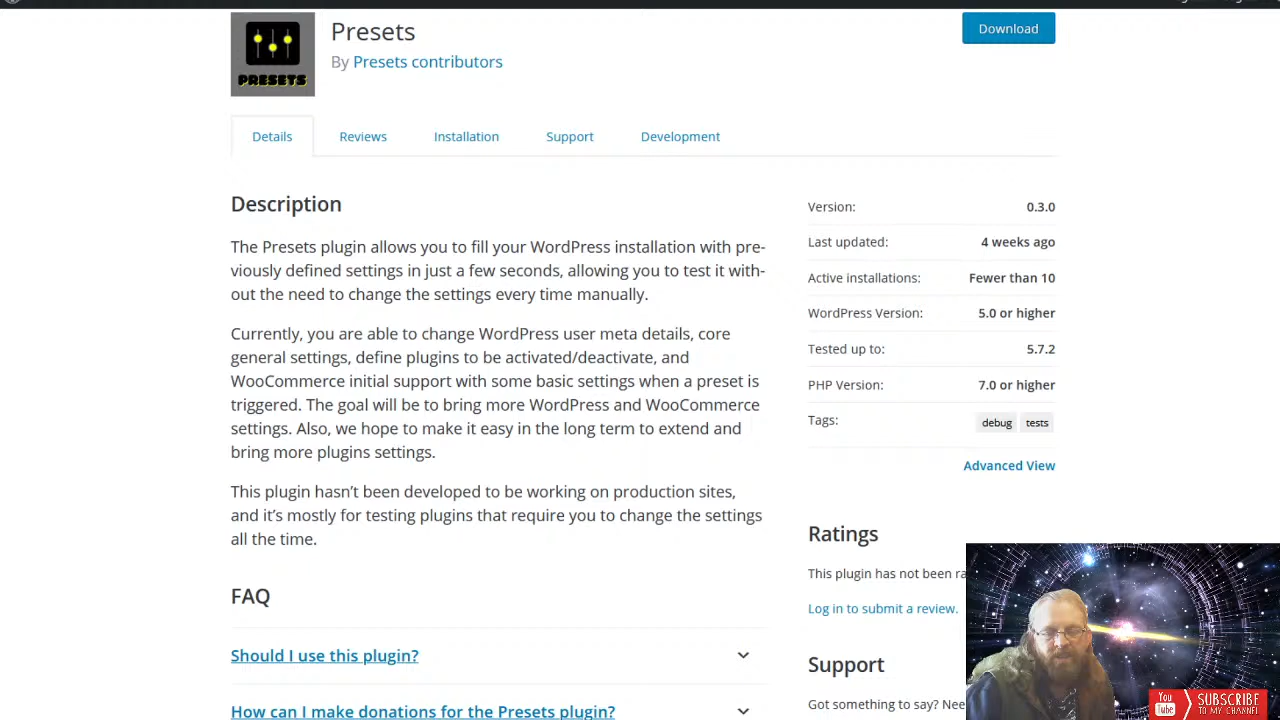 Presets
Download
By Presets contributors
PRESETS
Details
Reviews
Installation
Support
Development
Description
The Presets plugin allows you to fill your WordPress installation with pre-
viously defined settings in just a few seconds, allowing you to test it with-
out the need to change the settings every time manually.
Currently, you are able to change WordPress user meta details, core
general settings, define plugins to be activated/deactivate, and
WooCommerce initial support with some basic settings when a preset is
triggered. The goal will be to bring more WordPress and WooCommerce
settings. Also, we hope to make it easy in the long term to extend and
bring more plugins settings.
This plugin hasn’t been developed to be working on production sites,
and it’s mostly for testing plugins that require you to change the settings
all the time.
FAQ
Should I use this plugin?
How can I make donations for the Presets plugin?
Version: 0.3.0
Last updated: 4 weeks ago
Active installations: Fewer than 10
WordPress Version: 5.0 or higher
Tested up to: 5.7.2
PHP Version: 7.0 or higher
Tags: debug tests
Advanced View
Ratings
This plugin has not been ra
Log in to submit a review.
Support
Got something to say? Nee
You Tube
SUBSCRIBE
TO MY CHANNEL